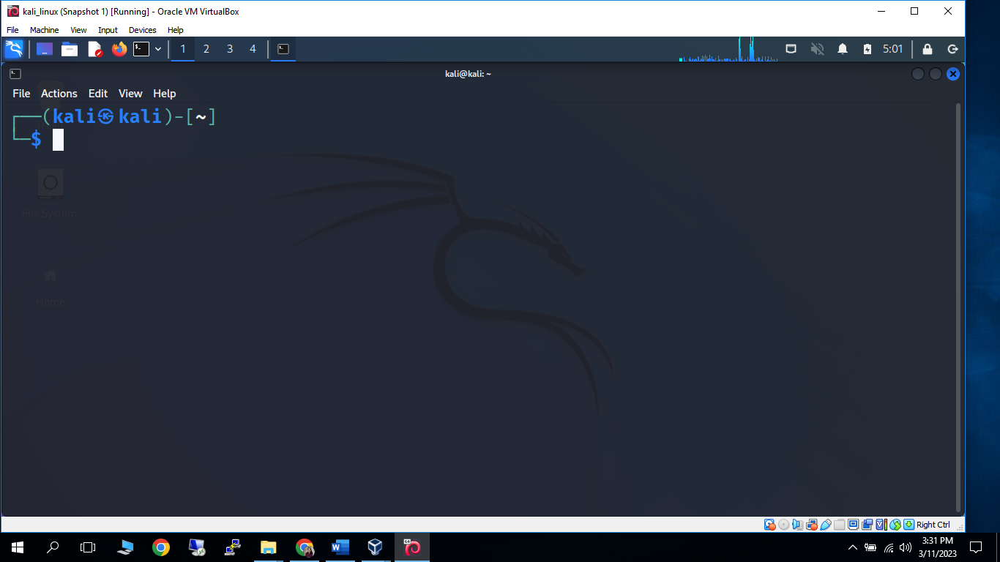 kali_linux (Snapshot 1) [Running] - Oracle VM VirtualBox
File Machine View Input Devices Help
1 2 3 4 5:01
kali@kali: ~
File Actions Edit View Help
┌──(kali㉿kali)-[~]
└─$
File System
Home
Right Ctrl
3:31 PM
3/11/2023